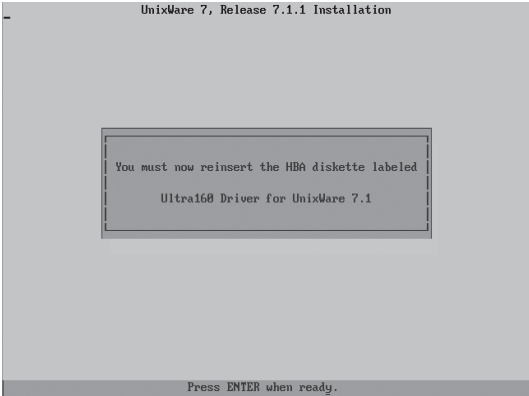 UnixWare 7, Release 7.1.1 Installation
You must now reinsert the HBA diskette labeled
Ultra160 Driver for UnixWare 7.1
Press ENTER when ready.